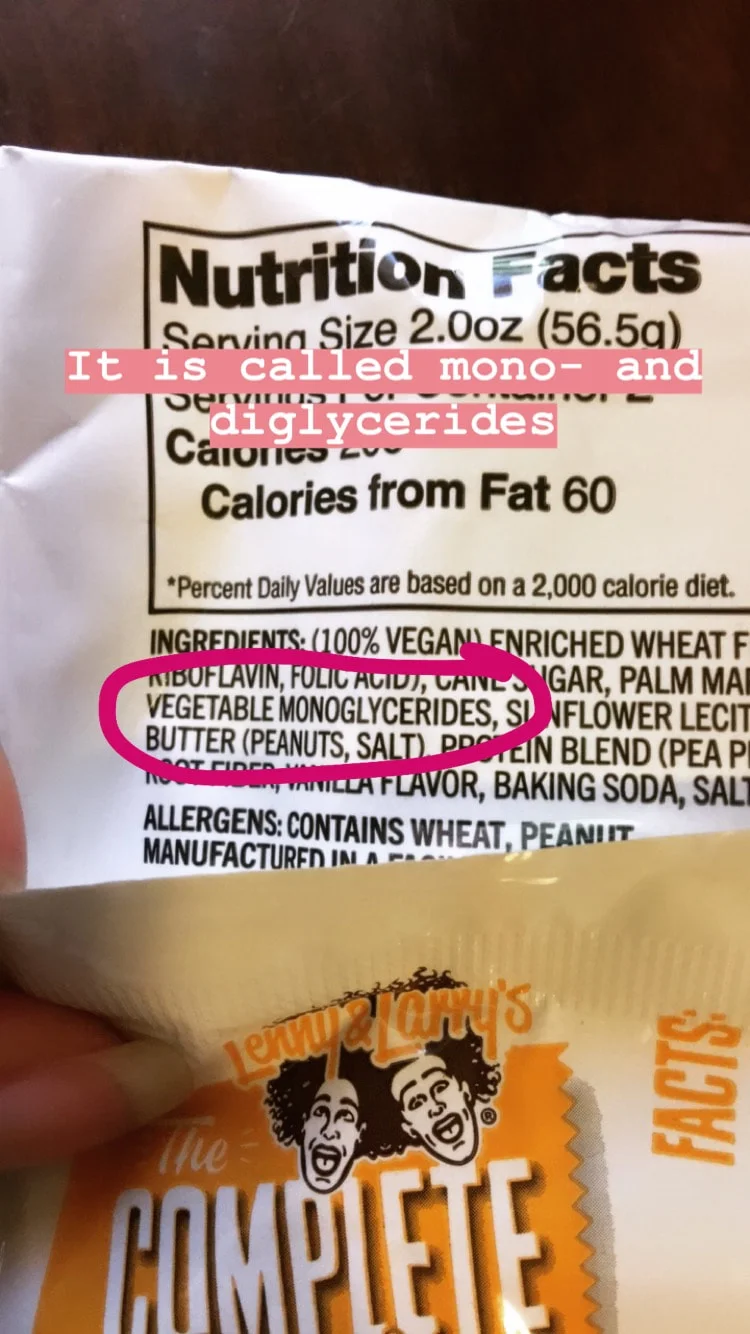 Nutrition Facts
Serving Size 2.0oz (56.5g)
It is called mono- and
diglycerides
Calories
Calories from Fat 60
*Percent Daily Values are based on a 2,000 calorie diet.
INGREDIENTS: (100% VEGAN) ENRICHED WHEAT F
RIBOFLAVIN, FOLIC ACID), CANE SUGAR, PALM MA
VEGETABLE MONOGLYCERIDES, SUNFLOWER LECIT
BUTTER (PEANUTS, SALT), PROTEIN BLEND (PEA P
ROOT FIBER, VANILLA FLAVOR, BAKING SODA, SALT
ALLERGENS: CONTAINS WHEAT, PEANUT
MANUFACTURED IN A
Lenny & Larry's
®
The
COMPLETE
FACTS: